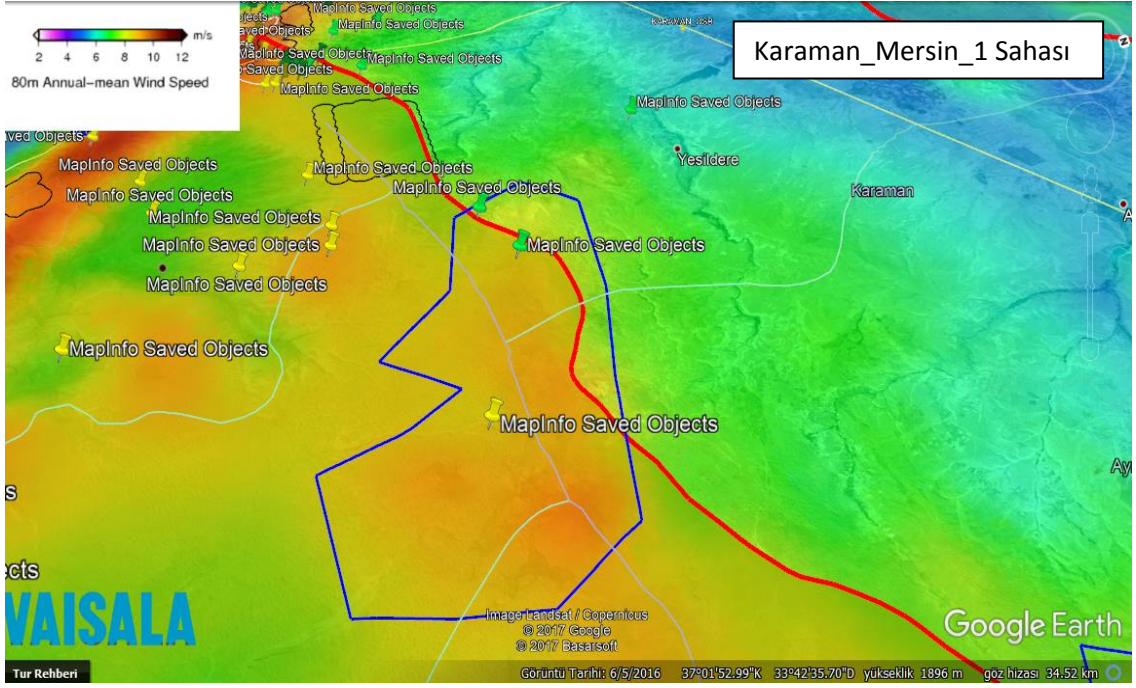 2 4 6 8 10 12 m/s
80m Annual-mean Wind Speed
Karaman_Mersin_1 Sahası
MapInfo Saved Objects
MapInfo Saved Objects
MapInfo Saved Objects
Saved Objects
MapInfo Saved Objects
MapInfo Saved Objects
Saved Objects
MapInfo Saved Objects
Yesildere
MapInfo Saved Objects
MapInfo Saved Objects
MapInfo Saved Objects
MapInfo Saved Objects
Karaman
MapInfo Saved Objects
MapInfo Saved Objects
MapInfo Saved Objects
MapInfo Saved Objects
MapInfo Saved Objects
MapInfo Saved Objects
VAISALA
Image Landsat / Copernicus
© 2017 Google
© 2017 Basarsoft
Google Earth
Tur Rehberi
Görüntü Tarihi: 6/5/2016 37°01'52.99"K 33°42'35.70"D yükseklik 1896 m göz hizası 34.52 km